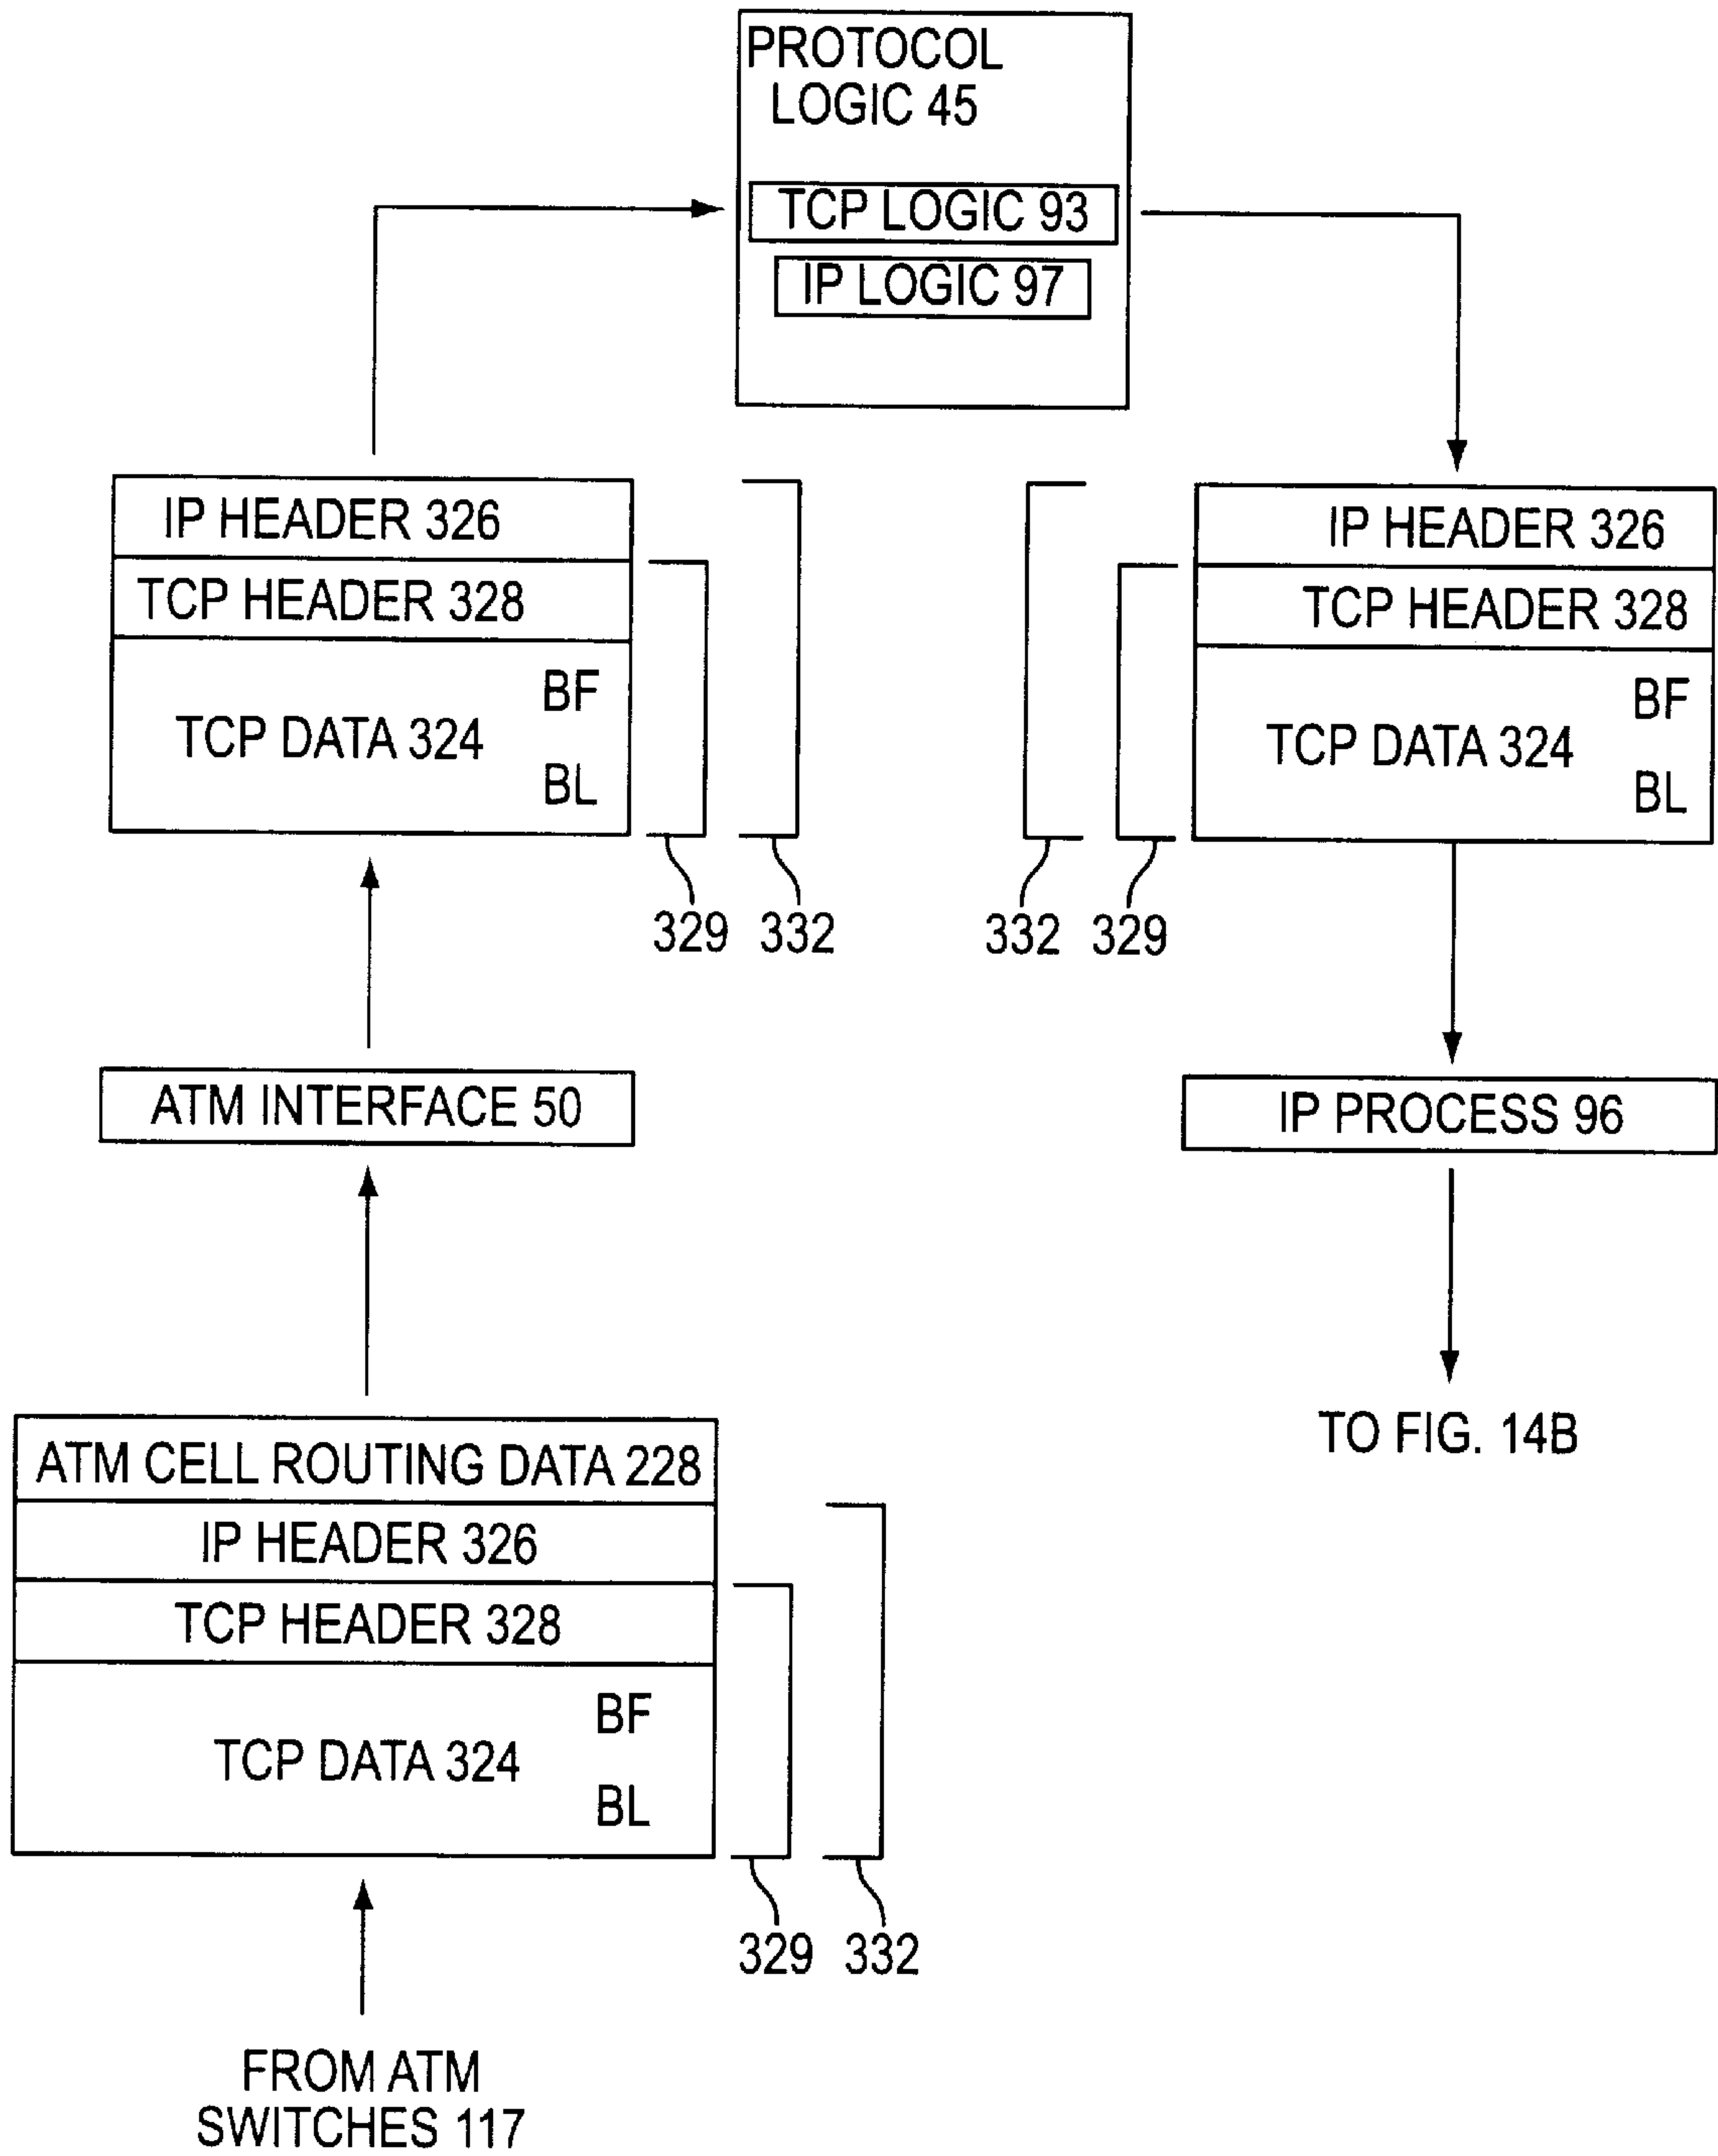 PROTOCOL
LOGIC 45
TCP LOGIC 93
IP LOGIC 97
IP HEADER 326
TCP HEADER 328
BF
TCP DATA 324
BL
329 332
IP HEADER 326
TCP HEADER 328
BF
TCP DATA 324
BL
332 329
ATM INTERFACE 50
IP PROCESS 96
TO FIG. 14B
ATM CELL ROUTING DATA 228
IP HEADER 326
TCP HEADER 328
BF
TCP DATA 324
BL
329 332
FROM ATM
SWITCHES 117